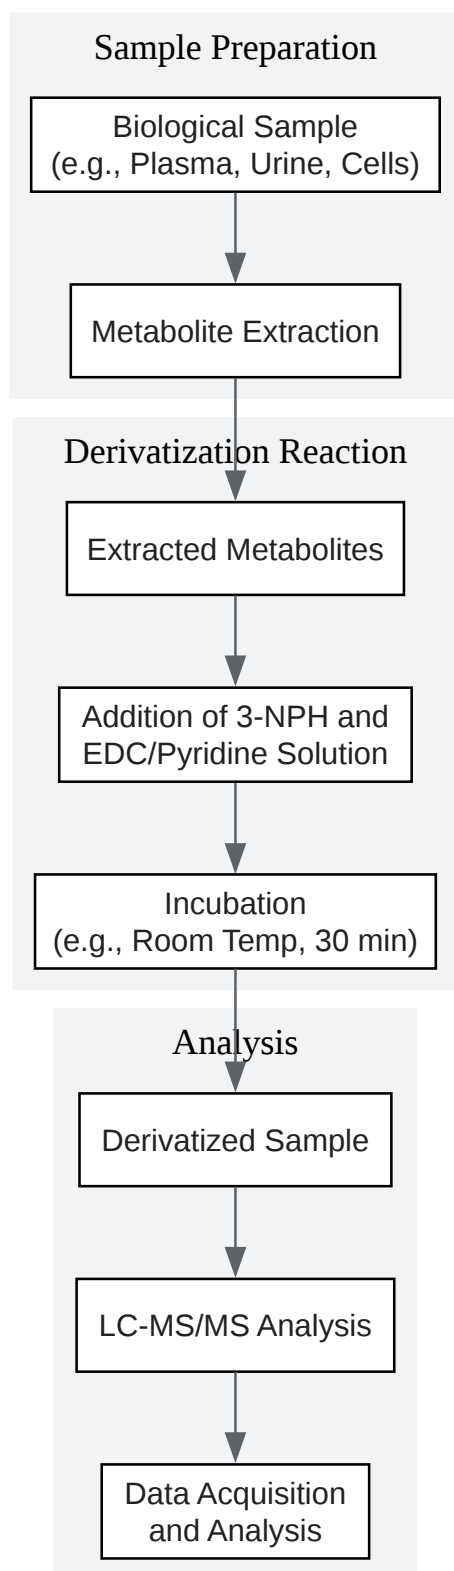 Sample Preparation
Biological Sample
(e.g., Plasma, Urine, Cells)
Metabolite Extraction
Derivatization Reaction
Extracted Metabolites
Addition of 3-NPH and
EDC/Pyridine Solution
Incubation
(e.g., Room Temp, 30 min)
Analysis
Derivatized Sample
LC-MS/MS Analysis
Data Acquisition
and Analysis